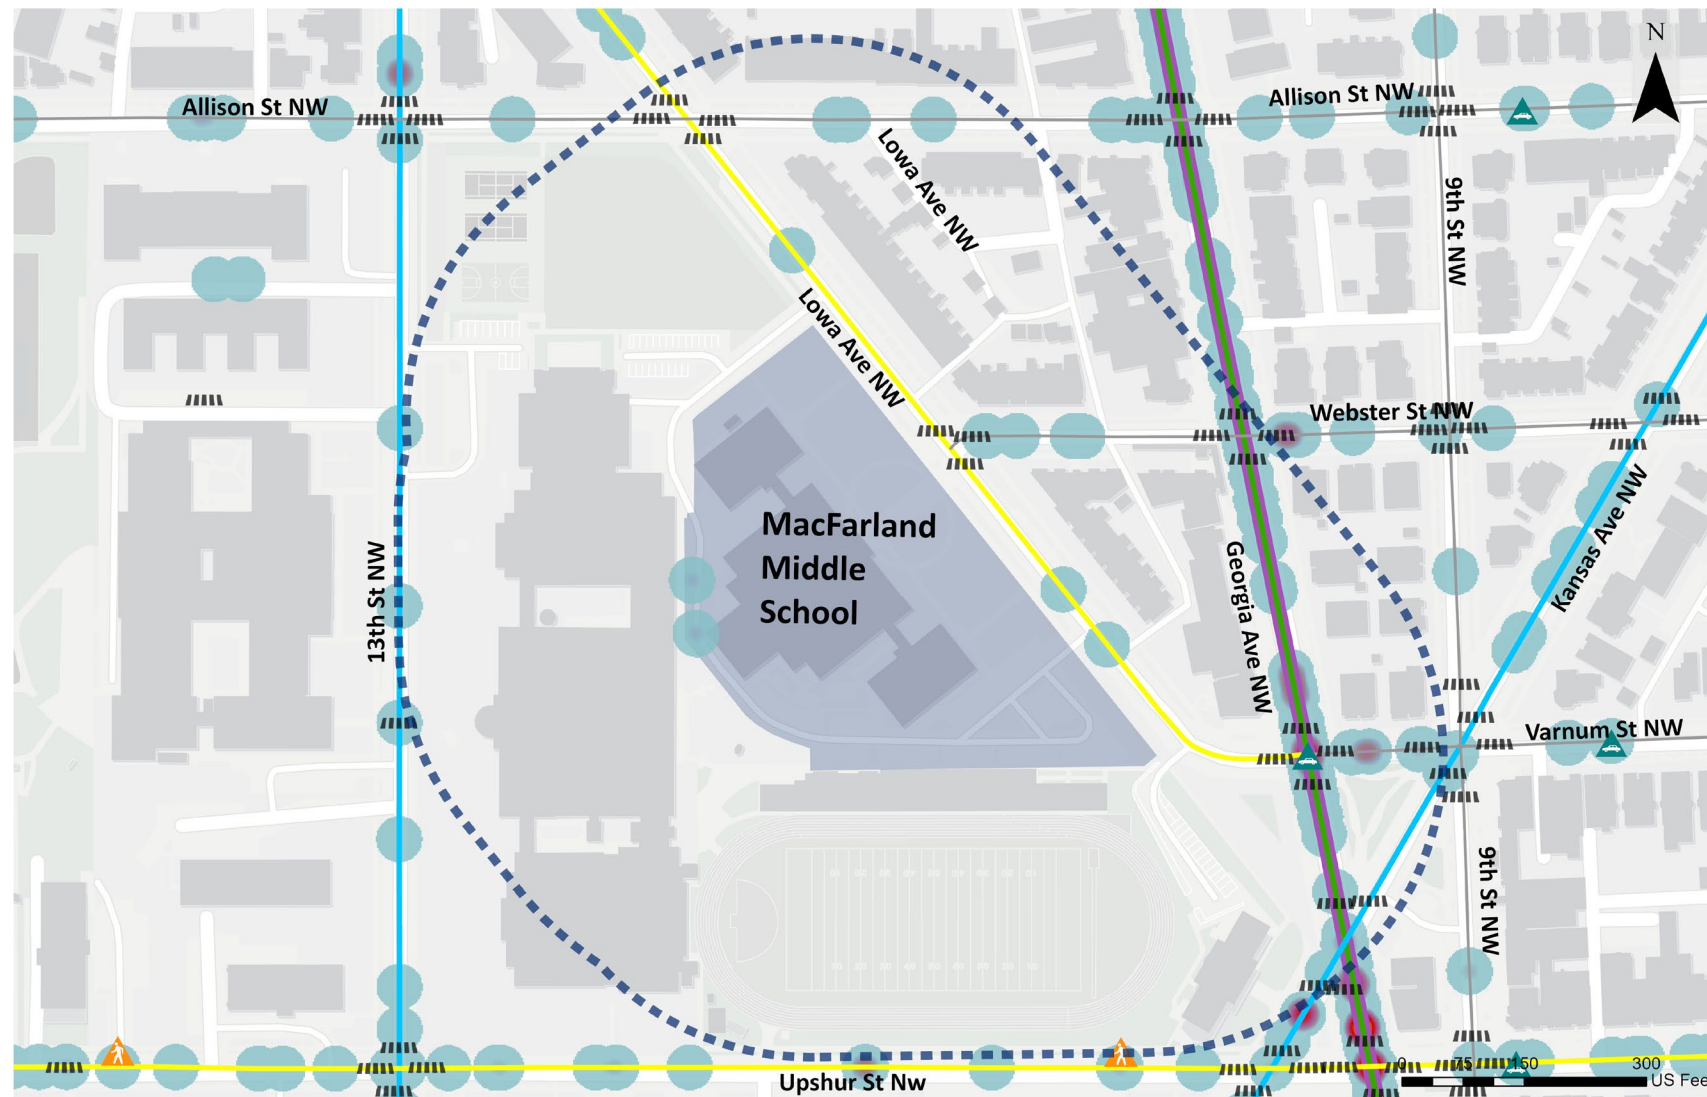 N
Allison St NW
Allison St NW
Lowa Ave NW
9th St NW
Lowa Ave NW
Webster St NW
MacFarland
Middle
School
13th St NW
Georgia Ave NW
Kansas Ave NW
Varnum St NW
9th St NW
Upshur St Nw
0 75 150 300
US Fee